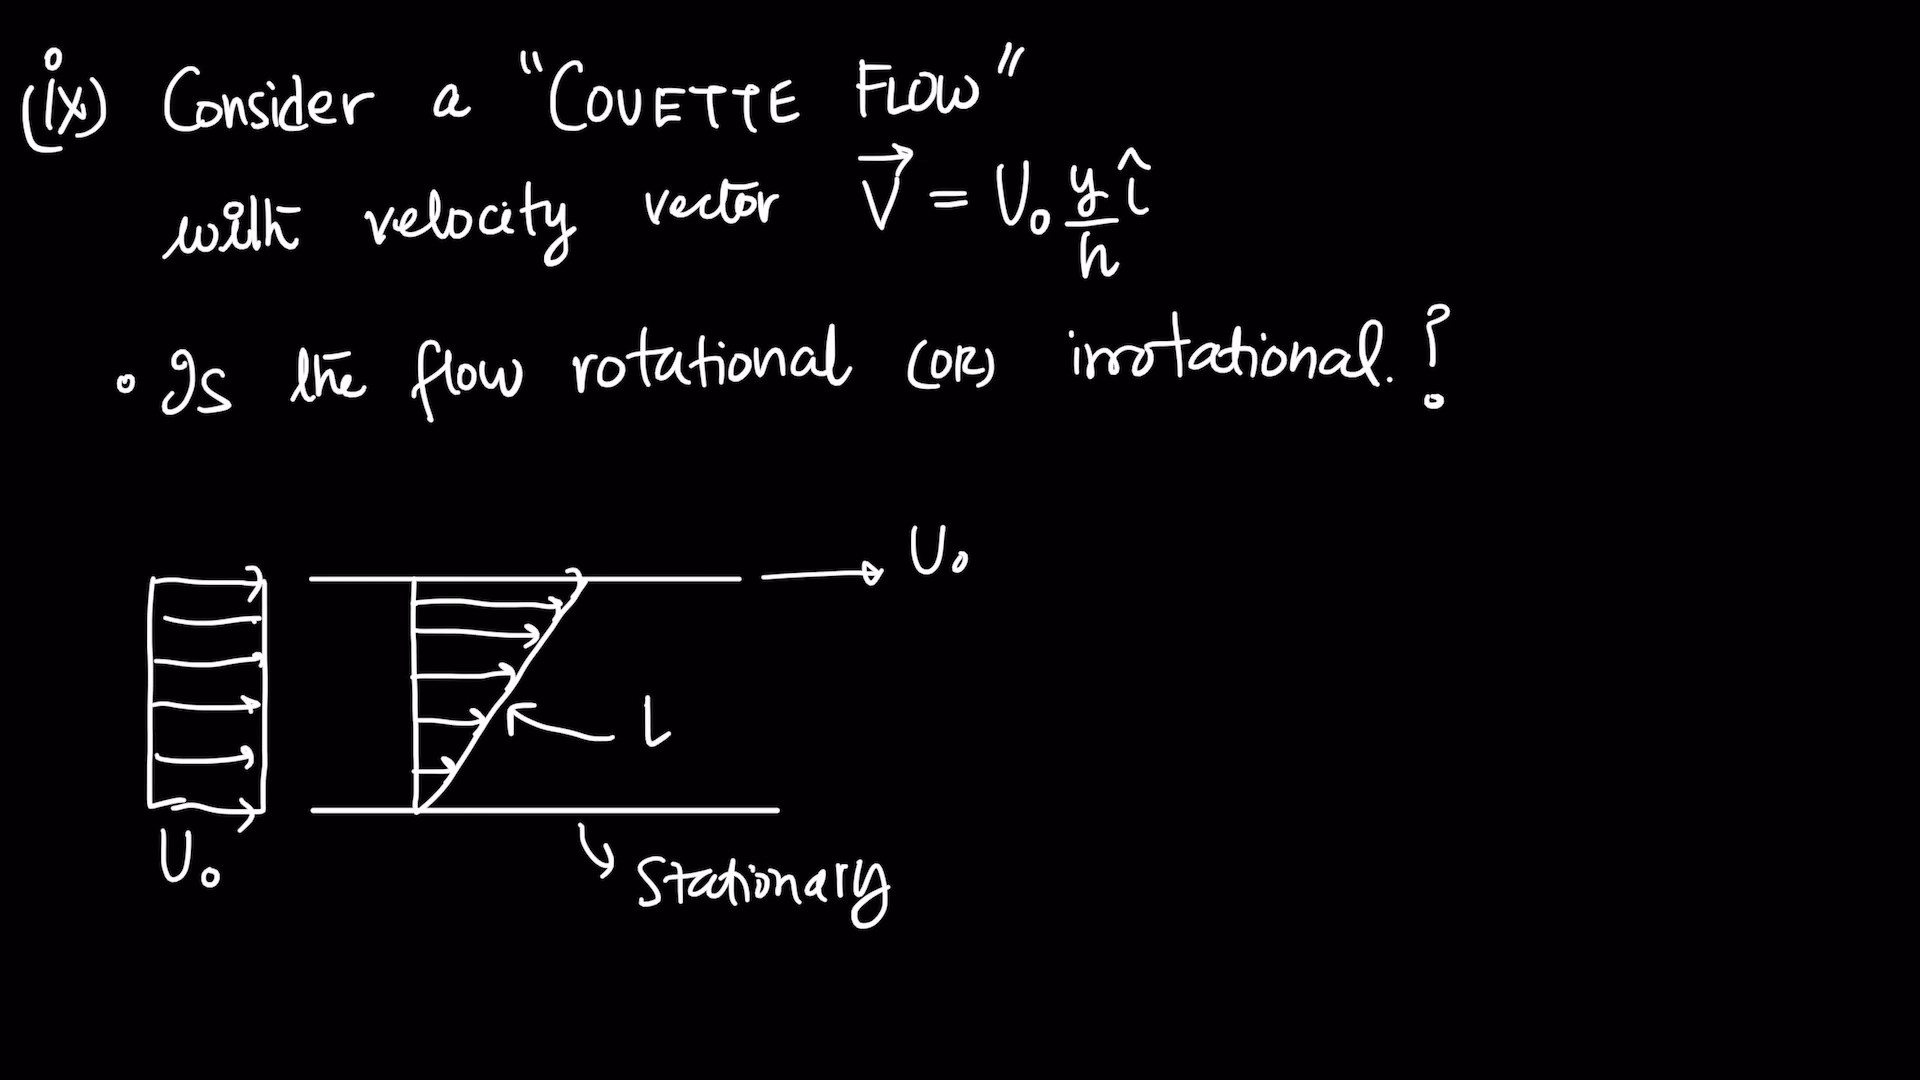 (ix) Consider a "COUETTE FLOW"
with velocity vector V⃗ = U₀ y/h î
• Is the flow rotational (OR) irrotational. ?
U₀
L
U₀
Stationary